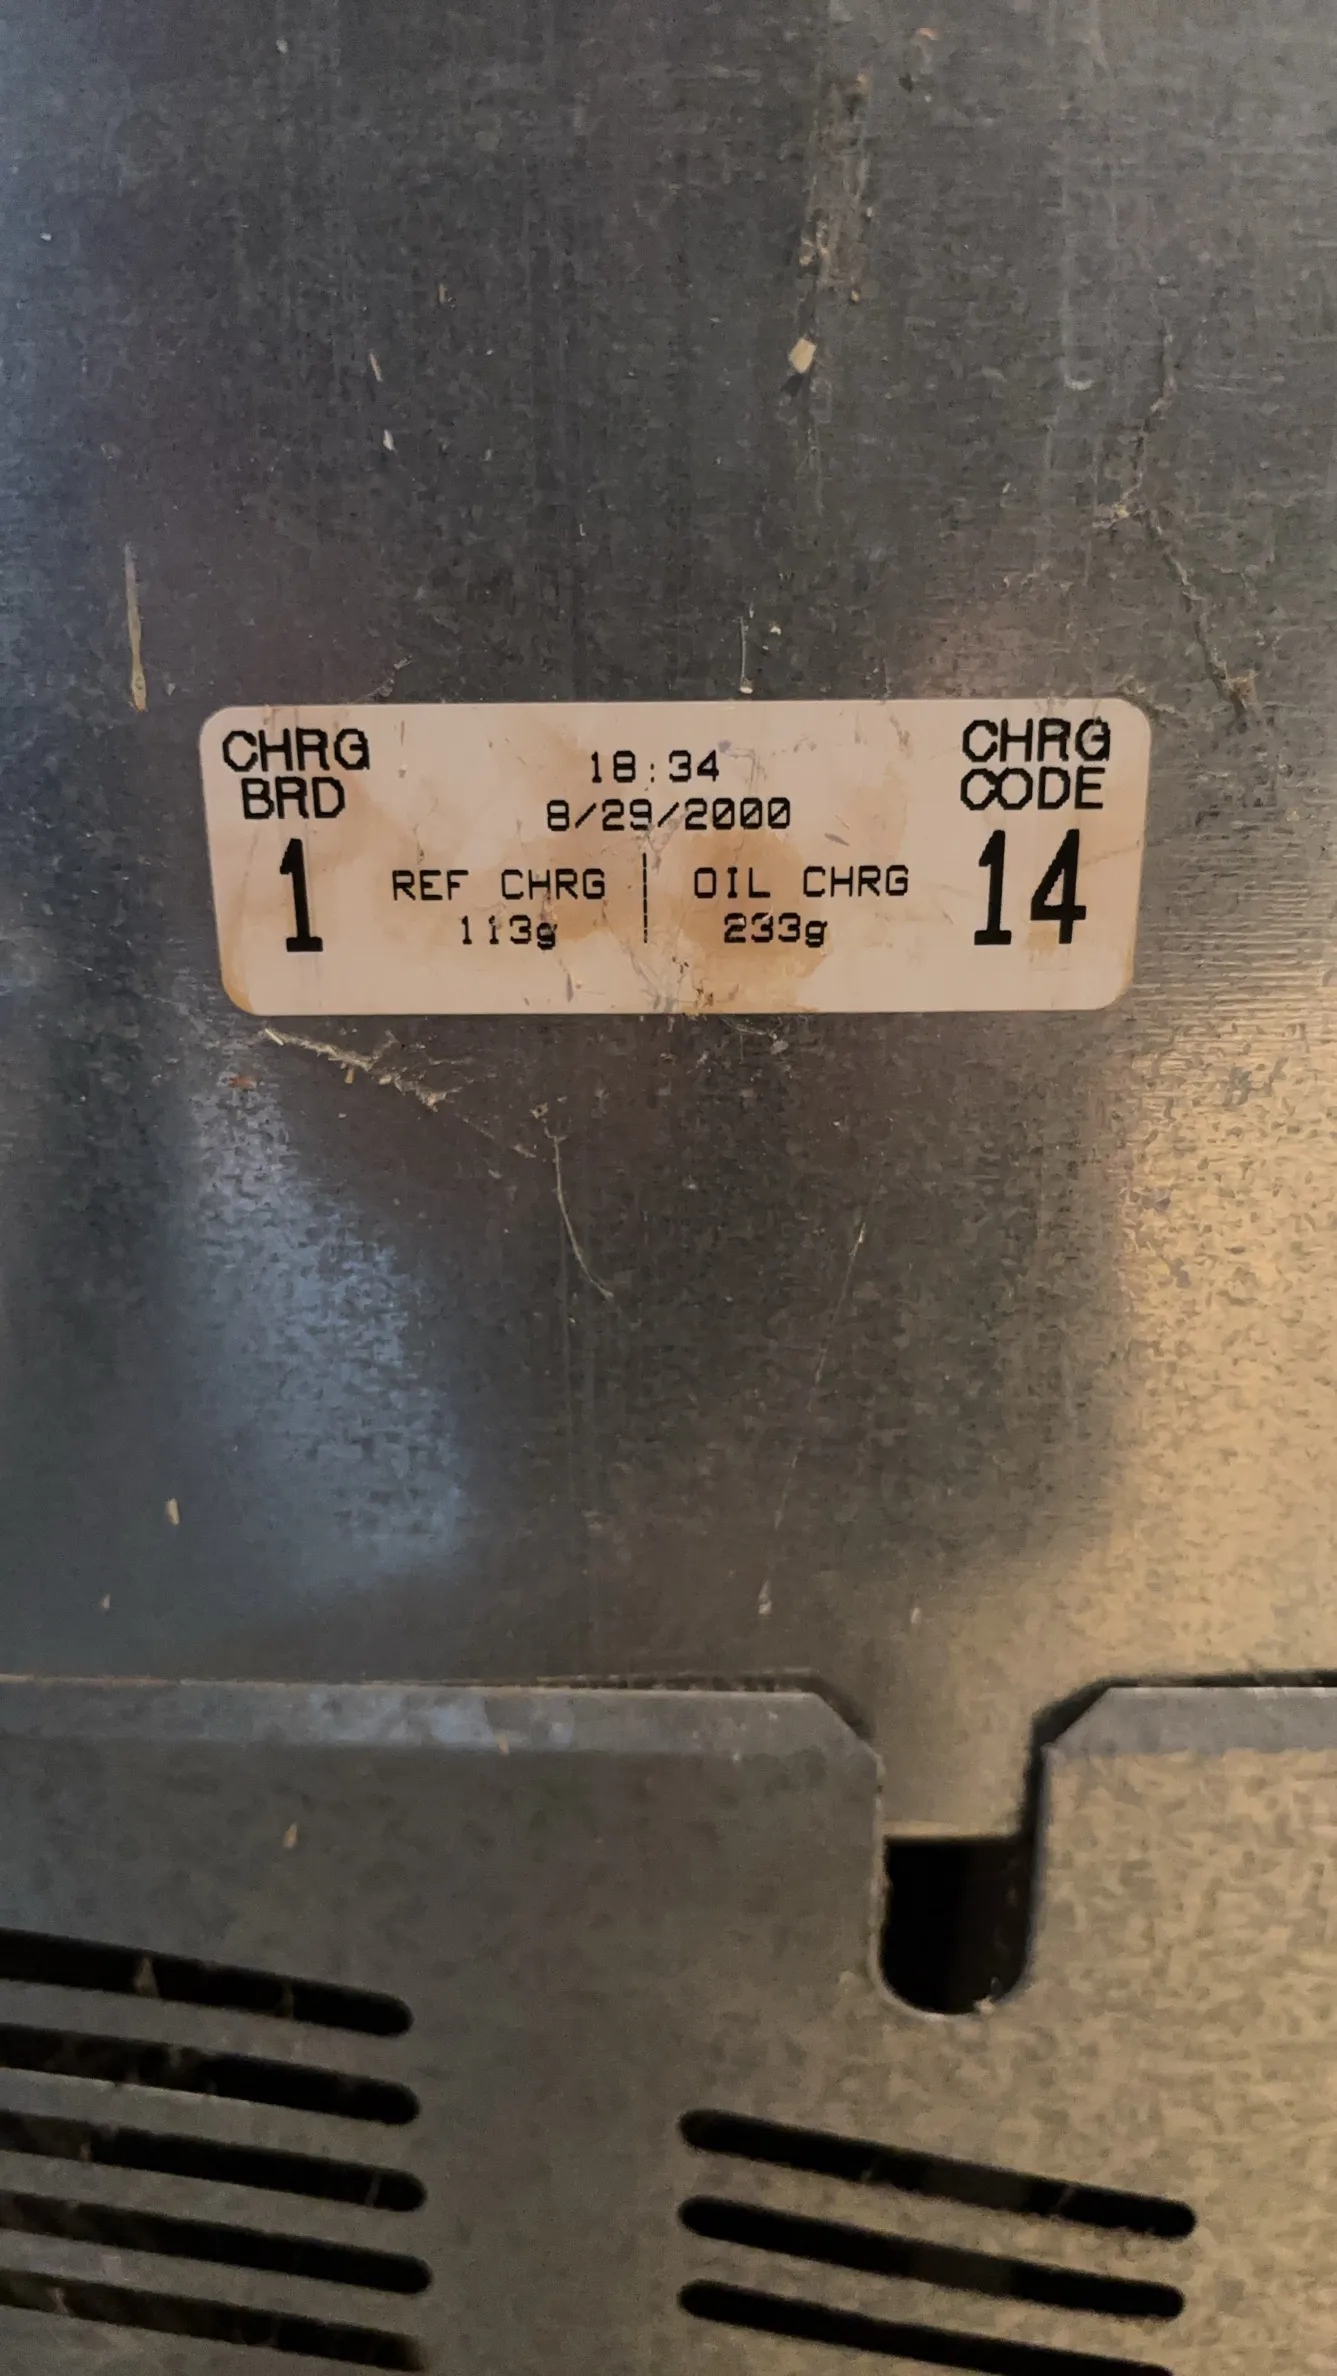 CHRG
BRD
1
18:34
8/29/2000
REF CHRG | OIL CHRG
113g | 233g
CHRG
CODE
14